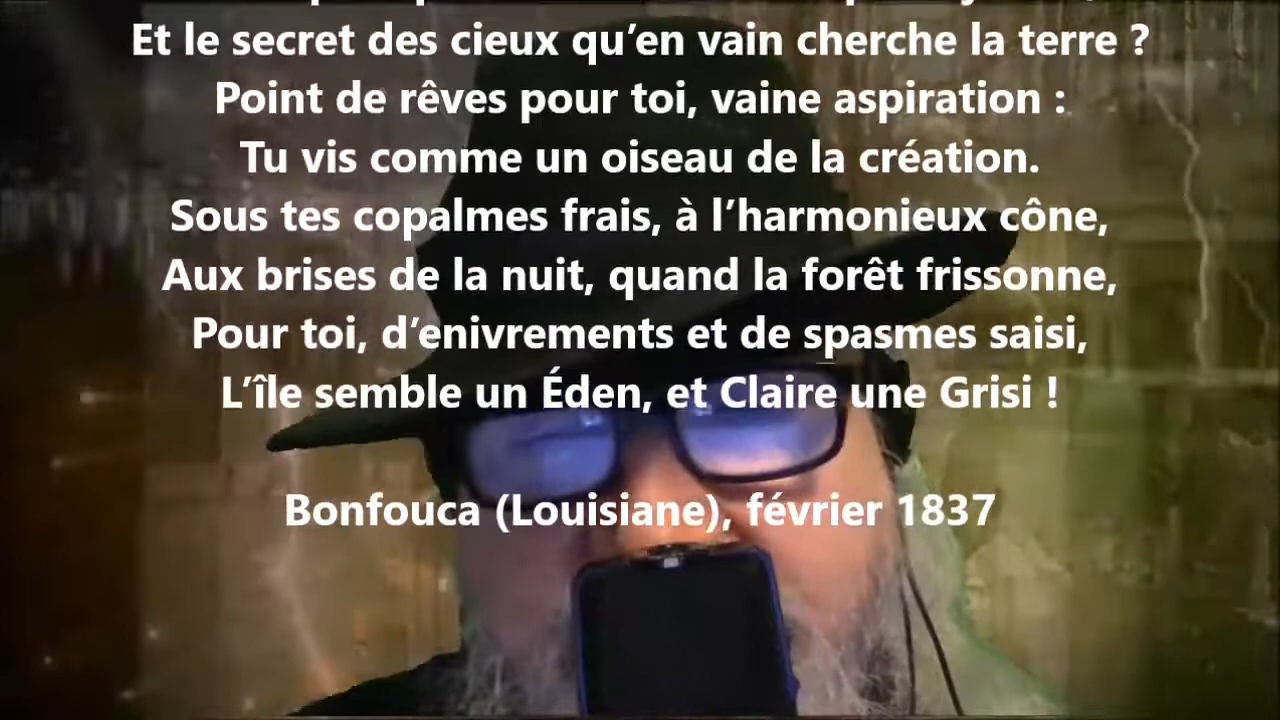 Et le secret des cieux qu’en vain cherche la terre ?
Point de rêves pour toi, vaine aspiration :
Tu vis comme un oiseau de la création.
Sous tes copalmes frais, à l’harmonieux cône,
Aux brises de la nuit, quand la forêt frissonne,
Pour toi, d’enivrements et de spasmes saisi,
L’île semble un Éden, et Claire une Grisi !
Bonfouca (Louisiane), février 1837